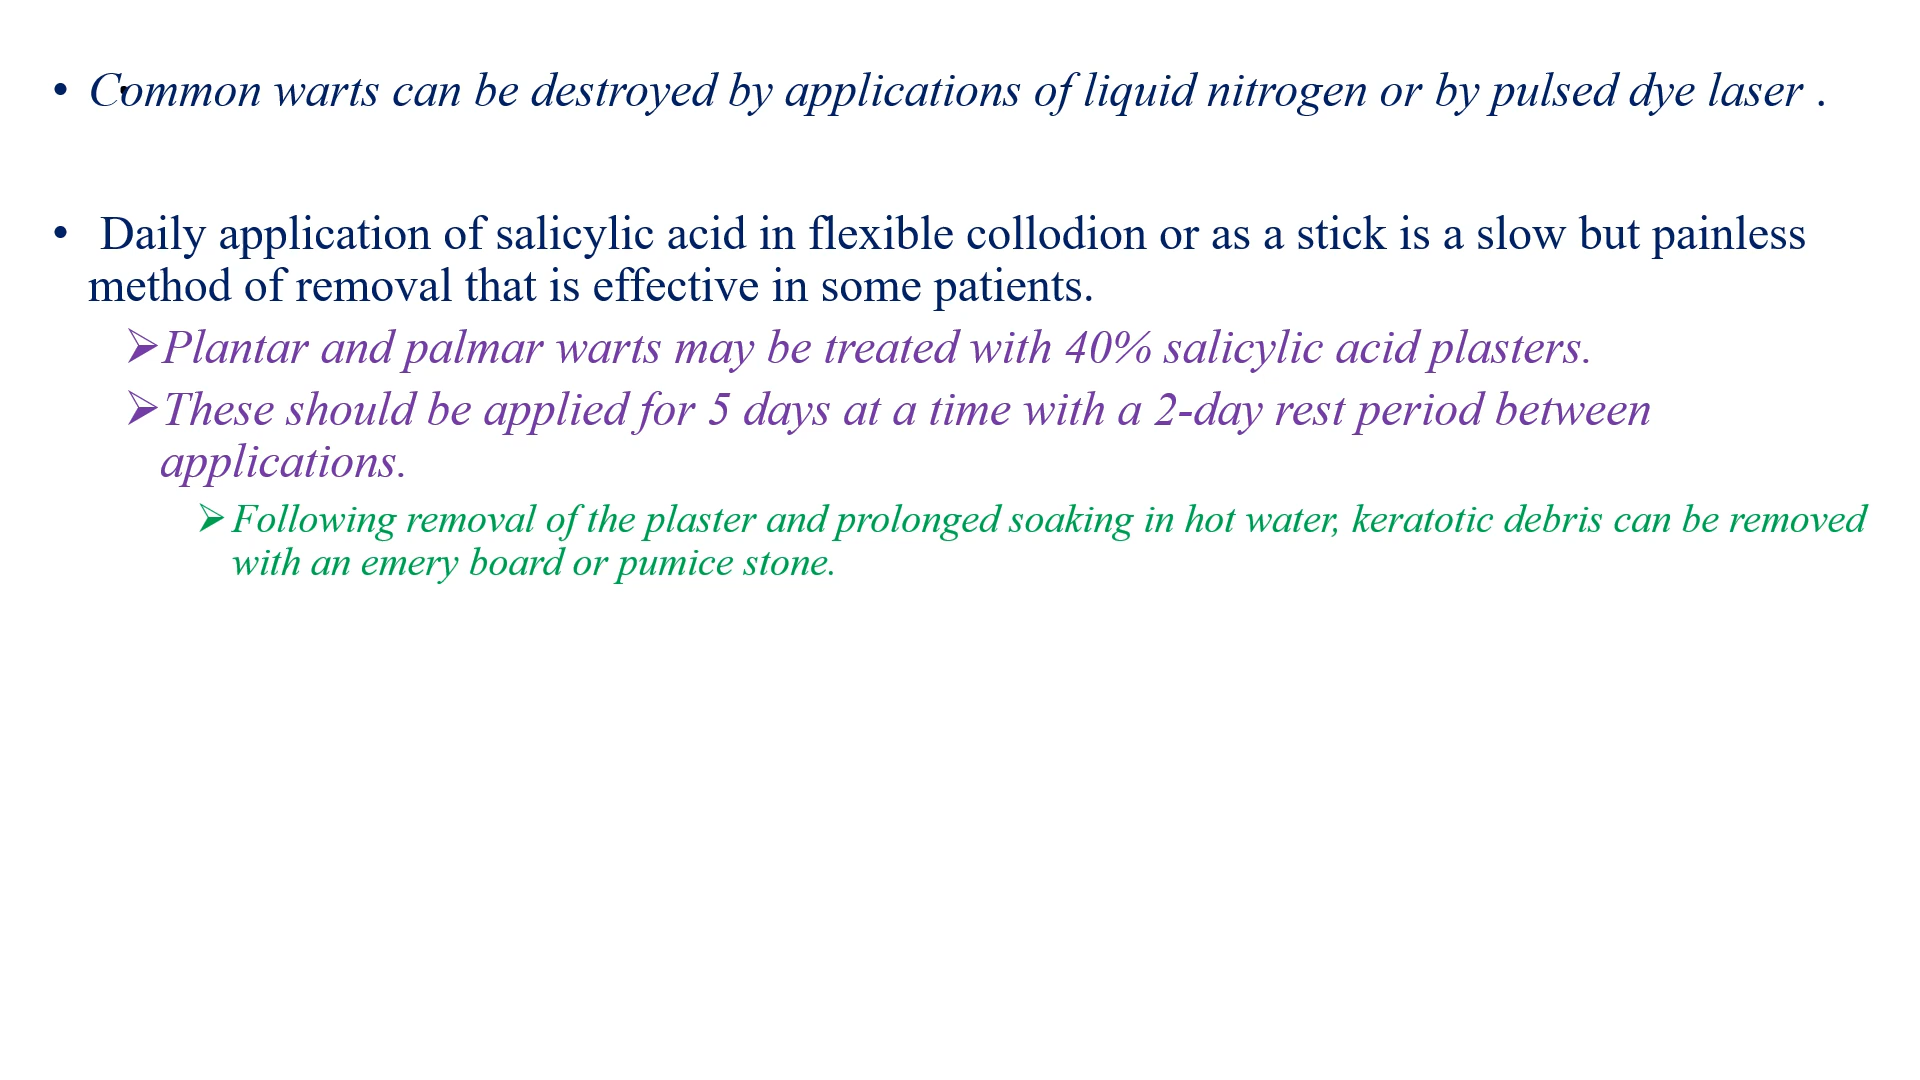 • Common warts can be destroyed by applications of liquid nitrogen or by pulsed dye laser .
• Daily application of salicylic acid in flexible collodion or as a stick is a slow but painless
method of removal that is effective in some patients.
➢Plantar and palmar warts may be treated with 40% salicylic acid plasters.
➢These should be applied for 5 days at a time with a 2-day rest period between
applications.
➢Following removal of the plaster and prolonged soaking in hot water, keratotic debris can be removed
with an emery board or pumice stone.